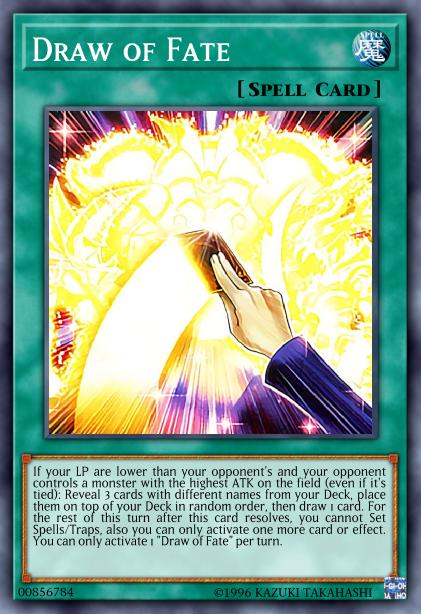 DRAW OF FATE
SPELL
魔
[SPELL CARD]
If your LP are lower than your opponent's and your opponent
controls a monster with the highest ATK on the field (even if it's
tied): Reveal 3 cards with different names from your Deck, place
them on top of your Deck in random order, then draw 1 card. For
the rest of this turn after this card resolves, you cannot Set
Spells/Traps, also you can only activate one more card or effect.
You can only activate 1 "Draw of Fate" per turn.
00856784
©1996 KAZUKI TAKAHASHI